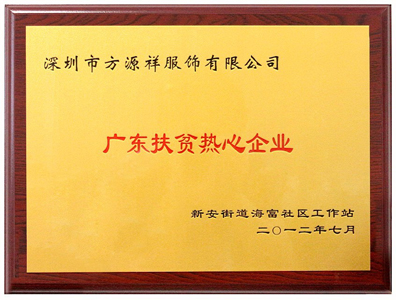 深圳市方源祥服饰有限公司
广东扶贫热心企业
新安街道海富社区工作站
二〇一二年七月